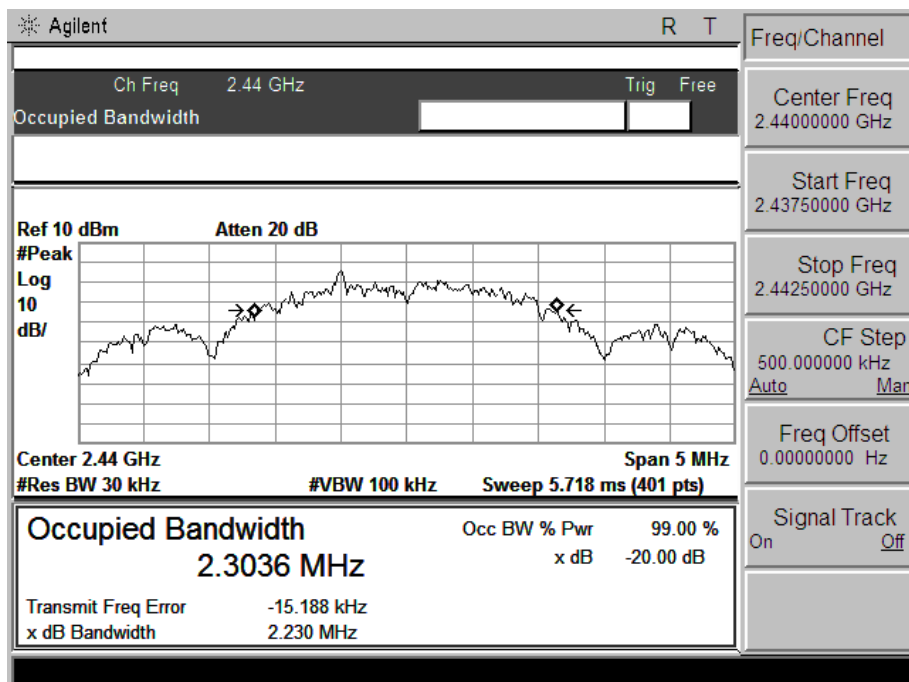 Agilent R T
Ch Freq 2.44 GHz Trig Free
Occupied Bandwidth
Ref 10 dBm Atten 20 dB
#Peak
Log
10
dB/
Center 2.44 GHz Span 5 MHz
#Res BW 30 kHz #VBW 100 kHz Sweep 5.718 ms (401 pts)
Occupied Bandwidth Occ BW % Pwr 99.00 %
2.3036 MHz x dB -20.00 dB
Transmit Freq Error -15.188 kHz
x dB Bandwidth 2.230 MHz
Freq/Channel
Center Freq
2.44000000 GHz
Start Freq
2.43750000 GHz
Stop Freq
2.44250000 GHz
CF Step
500.000000 kHz
Auto Man
Freq Offset
0.00000000 Hz
Signal Track
On Off